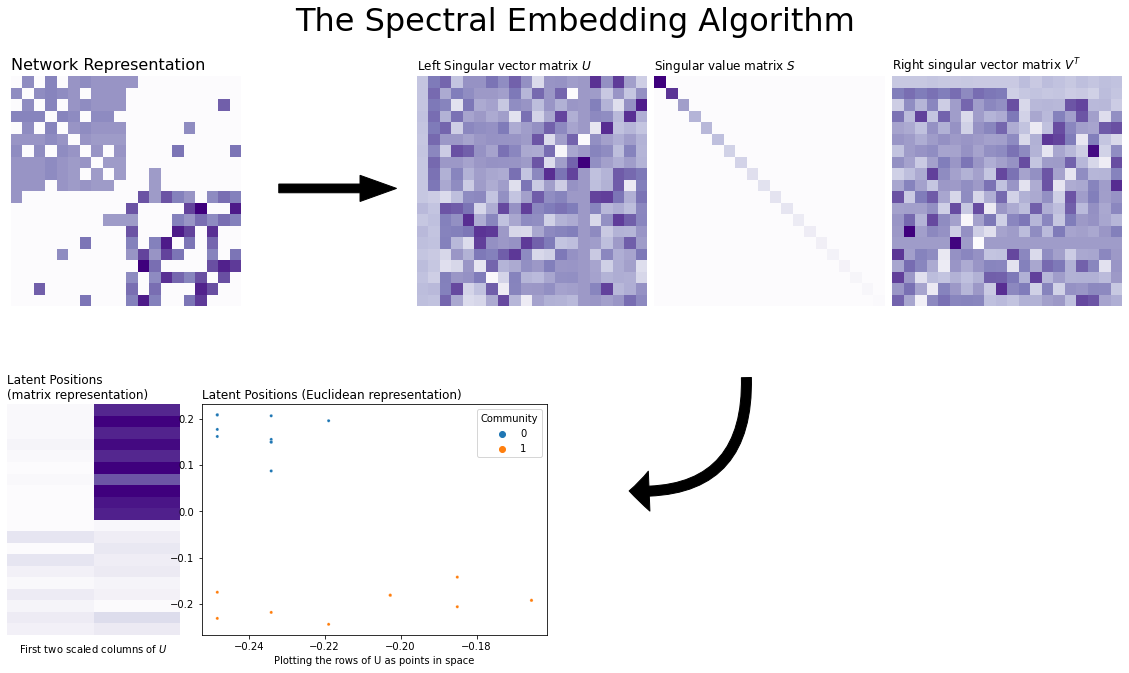 The Spectral Embedding Algorithm
Network Representation
Left Singular vector matrix U
Singular value matrix S
Right singular vector matrix V^T
Latent Positions
(matrix representation)
First two scaled columns of U
Latent Positions (Euclidean representation)
0.2
0.1
0.0
−0.1
−0.2
Community
0
1
−0.24
−0.22
−0.20
−0.18
Plotting the rows of U as points in space